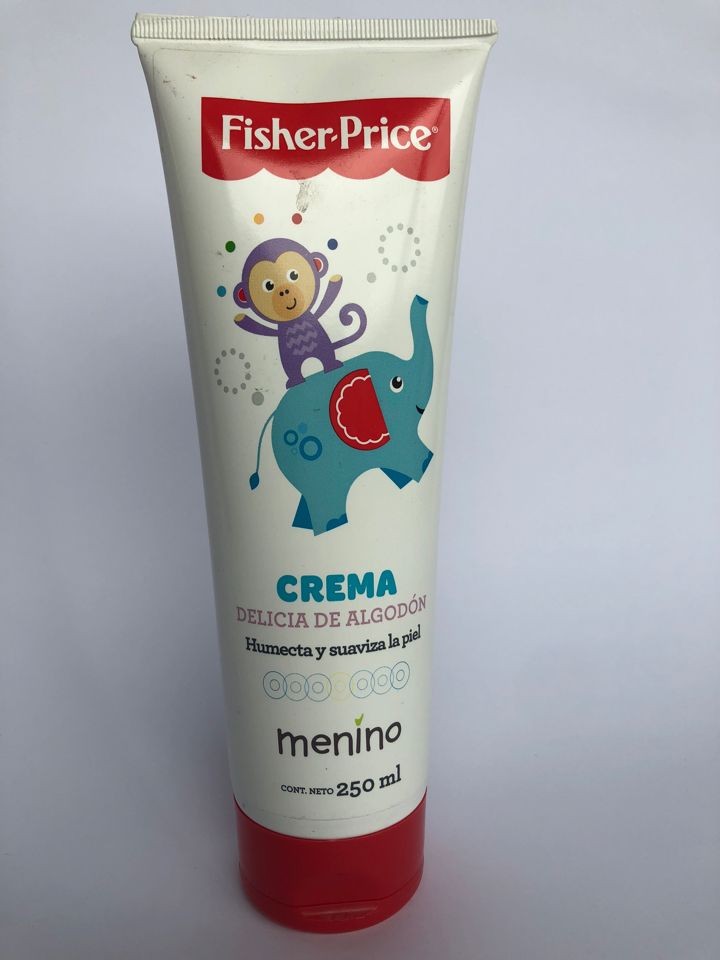 Fisher-Price®
CREMA
DELICIA DE ALGODÓN
Humecta y suaviza la piel
menino
CONT. NETO 250 ml